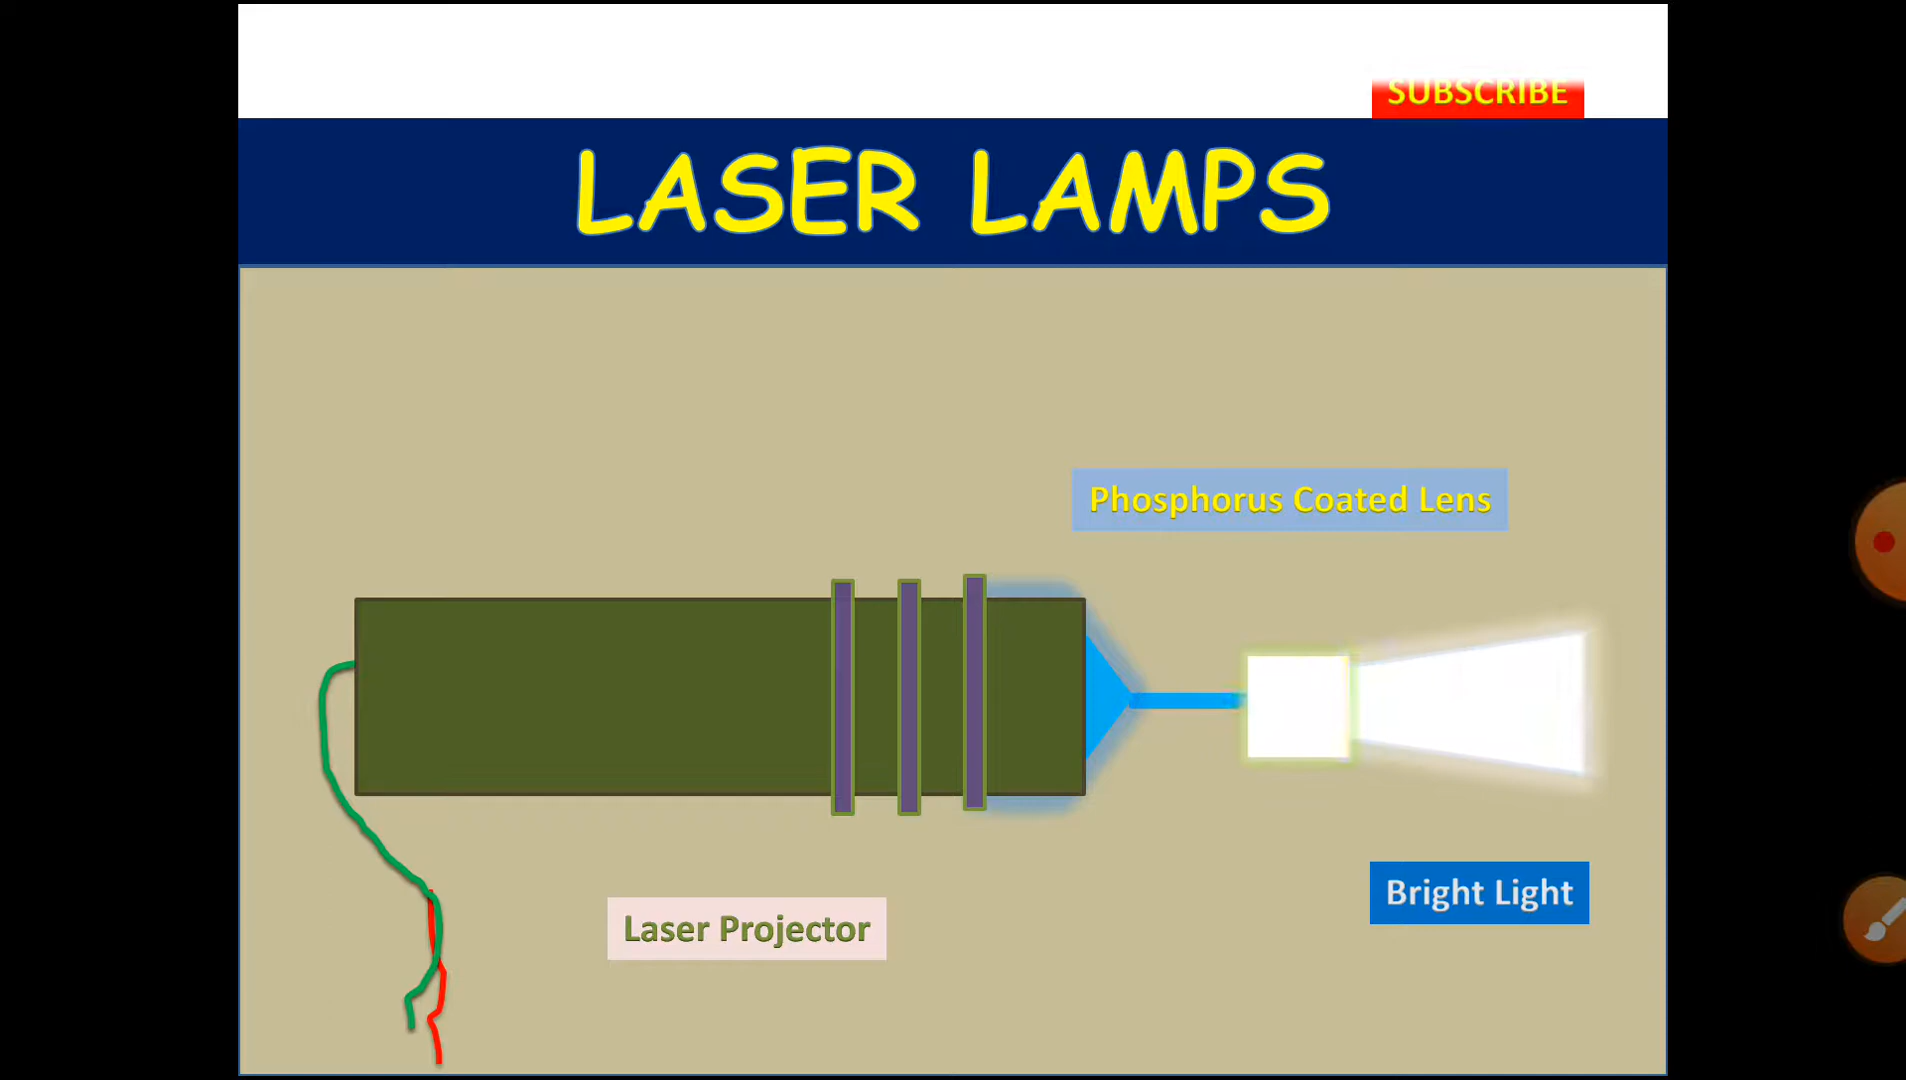 SUBSCRIBE
LASER LAMPS
Phosphorus Coated Lens
Bright Light
Laser Projector